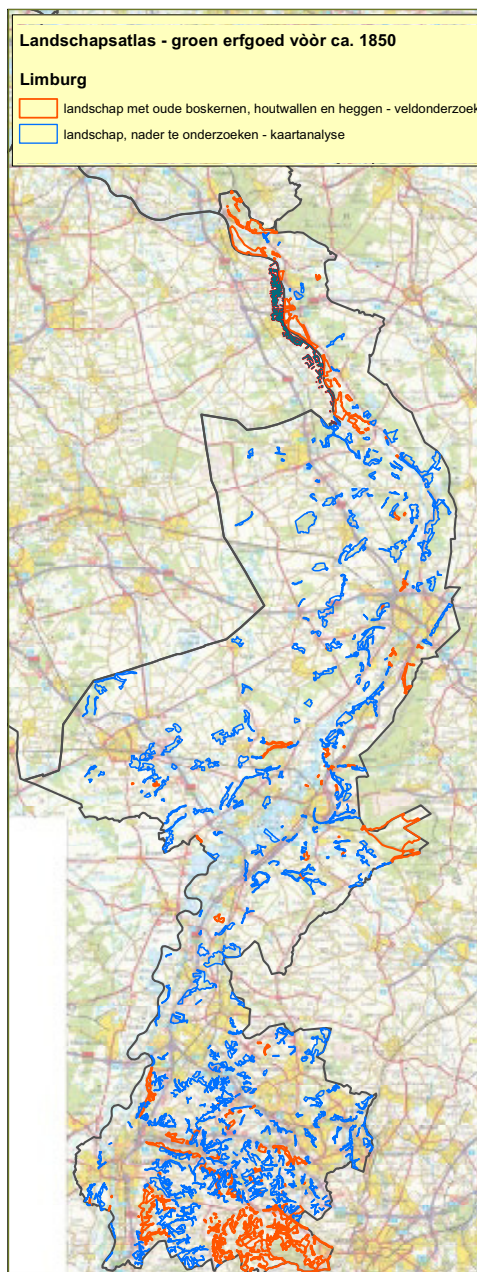 Landschapsatlas - groen erfgoed vòòr ca. 1850
Limburg
landschap met oude boskernen, houtwallen en heggen - veldonderzoek
landschap, nader te onderzoeken - kaartanalyse